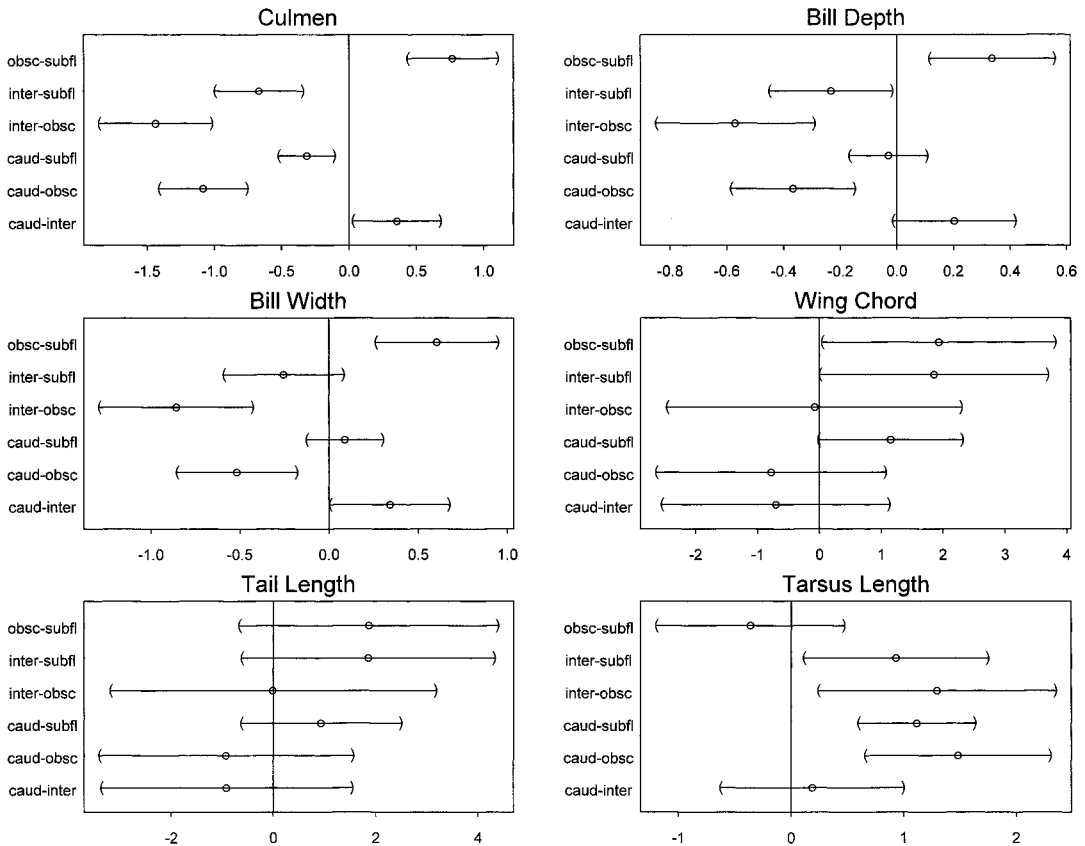 Culmen
obsc-subfl
inter-subfl
inter-obsc
caud-subfl
caud-obsc
caud-inter
-1.5 -1.0 -0.5 0.0 0.5 1.0
Bill Depth
obsc-subfl
inter-subfl
inter-obsc
caud-subfl
caud-obsc
caud-inter
-0.8 -0.6 -0.4 -0.2 0.0 0.2 0.4 0.6
Bill Width
obsc-subfl
inter-subfl
inter-obsc
caud-subfl
caud-obsc
caud-inter
-1.0 -0.5 0.0 0.5 1.0
Wing Chord
obsc-subfl
inter-subfl
inter-obsc
caud-subfl
caud-obsc
caud-inter
-2 -1 0 1 2 3 4
Tail Length
obsc-subfl
inter-subfl
inter-obsc
caud-subfl
caud-obsc
caud-inter
-2 0 2 4
Tarsus Length
obsc-subfl
inter-subfl
inter-obsc
caud-subfl
caud-obsc
caud-inter
-1 0 1 2